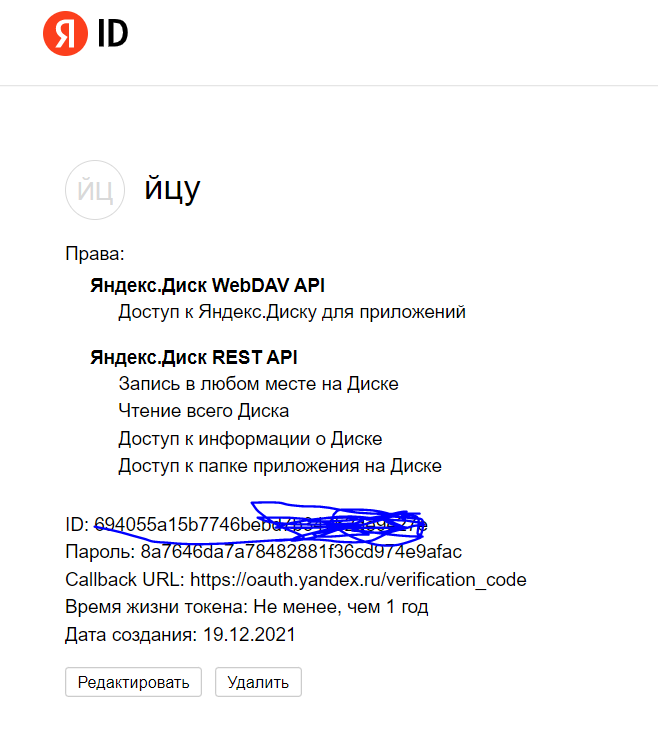 Я ID
йц йцу
Права:
Яндекс.Диск WebDAV API
Доступ к Яндекс.Диску для приложений
Яндекс.Диск REST API
Запись в любом месте на Диске
Чтение всего Диска
Доступ к информации о Диске
Доступ к папке приложения на Диске
ID:
Пароль: 8a7646da7a78482881f36cd974e9afac
Callback URL: https://oauth.yandex.ru/verification_code
Время жизни токена: Не менее, чем 1 год
Дата создания: 19.12.2021
Редактировать Удалить